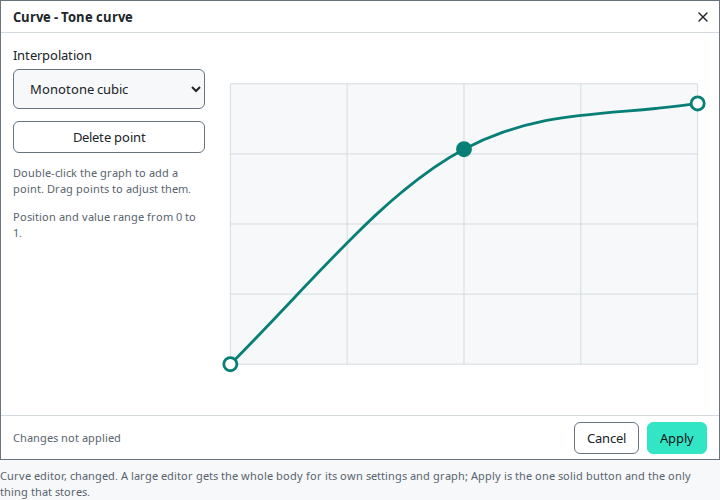 Curve - Tone curve
Interpolation
Monotone cubic
Delete point
Double-click the graph to add a
point. Drag points to adjust them.
Position and value range from 0 to
1.
Changes not applied
Cancel
Apply
Curve editor, changed. A large editor gets the whole body for its own settings and graph; Apply is the one solid button and the only
thing that stores.